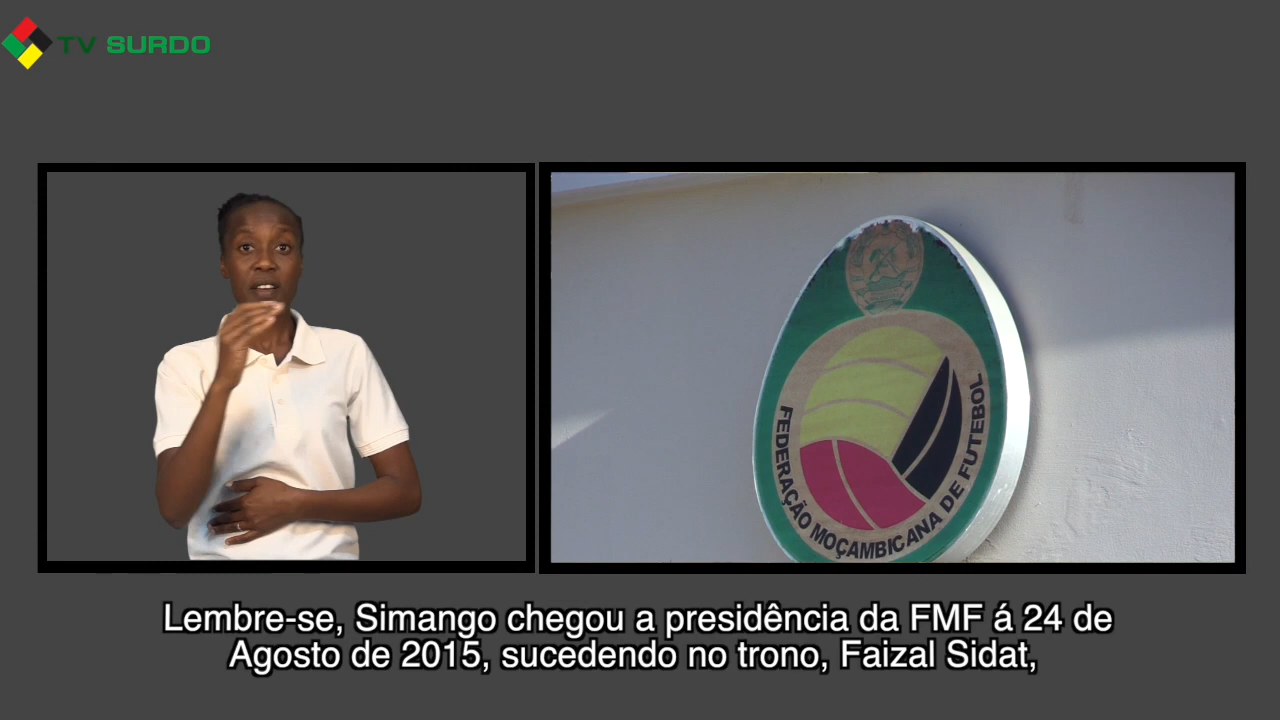 TV SURDO
FEDERAÇÃO MOÇAMBICANA DE FUTEBOL
Lembre-se, Simango chegou a presidência da FMF á 24 de
Agosto de 2015, sucedendo no trono, Faizal Sidat,